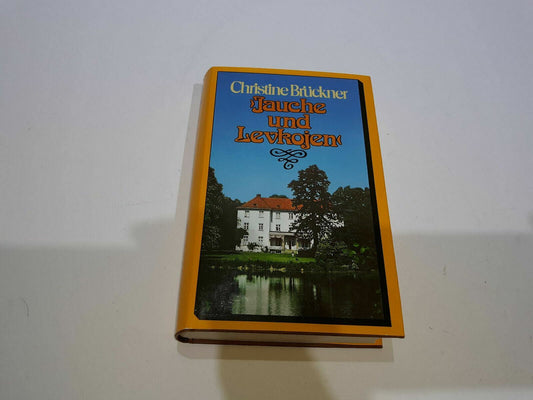 Christine Brückner
›Jauche
und
Levkojen‹